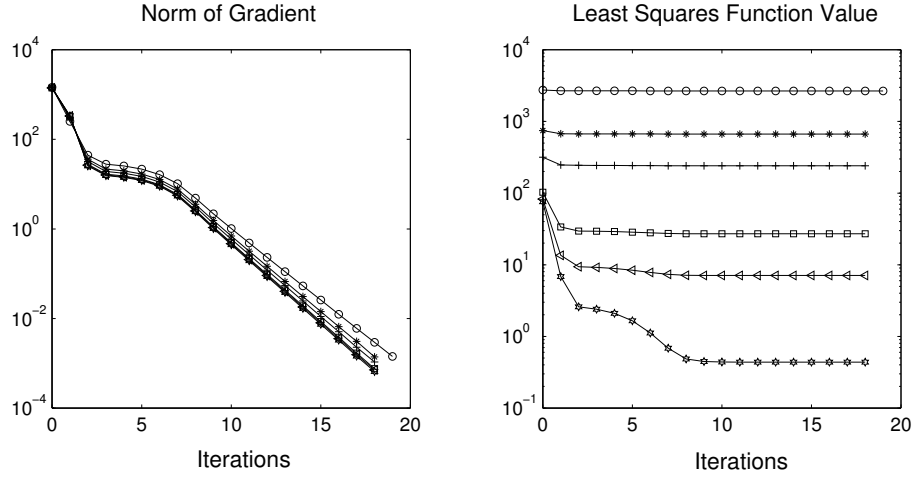 Norm of Gradient
10^4
10^2
10^0
10^−2
10^−4
0 5 10 15 20
Iterations
Least Squares Function Value
10^4
10^3
10^2
10^1
10^0
10^−1
0 5 10 15 20
Iterations